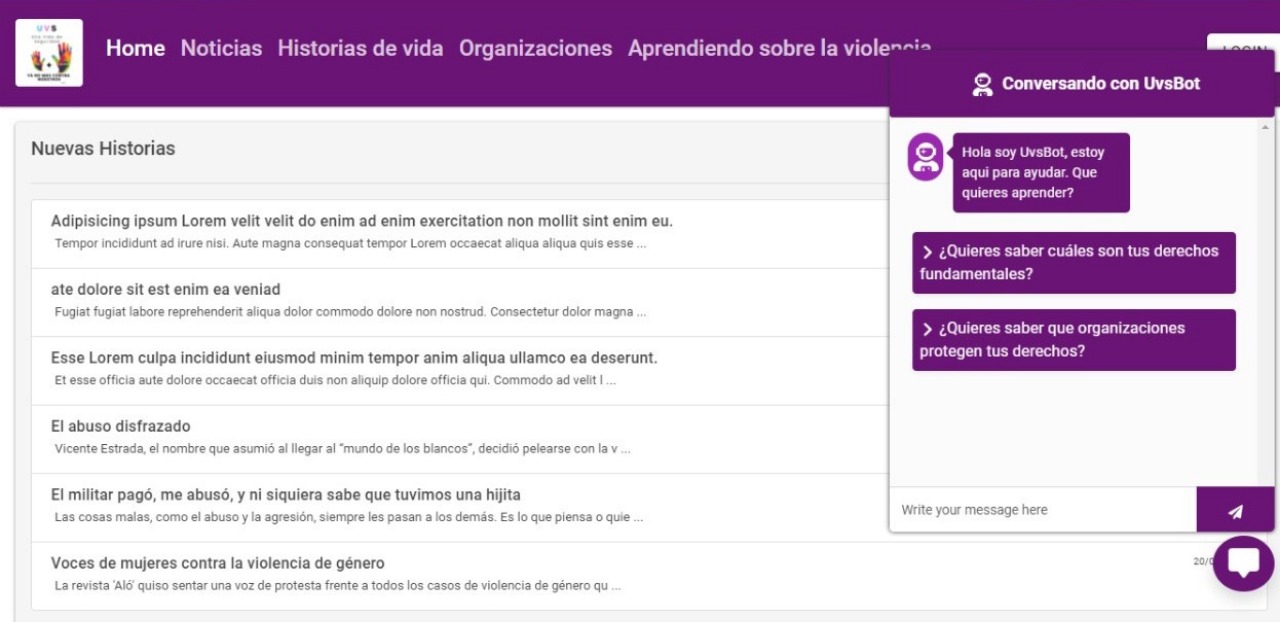 UVS
Home Noticias Historias de vida Organizaciones Aprendiendo sobre la violencia
LOGIN
Nuevas Historias
Adipisicing ipsum Lorem velit velit do enim ad enim exercitation non mollit sint enim eu.
Tempor incididunt ad irure nisi. Aute magna consequat tempor Lorem occaecat aliqua aliqua quis esse ...
ate dolore sit est enim ea veniad
Fugiat fugiat labore reprehenderit aliqua dolor commodo dolore non nostrud. Consectetur dolor magna ...
Esse Lorem culpa incididunt eiusmod minim tempor anim aliqua ullamco ea deserunt.
Et esse officia aute dolore occaecat officia duis non aliquip dolore officia qui. Commodo ad velit l ...
El abuso disfrazado
Vicente Estrada, el nombre que asumió al llegar al “mundo de los blancos”, decidió pelearse con la v ...
El militar pagó, me abusó, y ni siquiera sabe que tuvimos una hijita
Las cosas malas, como el abuso y la agresión, siempre les pasan a los demás. Es lo que piensa o quie ...
Voces de mujeres contra la violencia de género
La revista 'Aló' quiso sentar una voz de protesta frente a todos los casos de violencia de género qu ...
20/0
Conversando con UvsBot
Hola soy UvsBot, estoy
aqui para ayudar. Que
quieres aprender?
¿Quieres saber cuáles son tus derechos
fundamentales?
¿Quieres saber que organizaciones
protegen tus derechos?
Write your message here